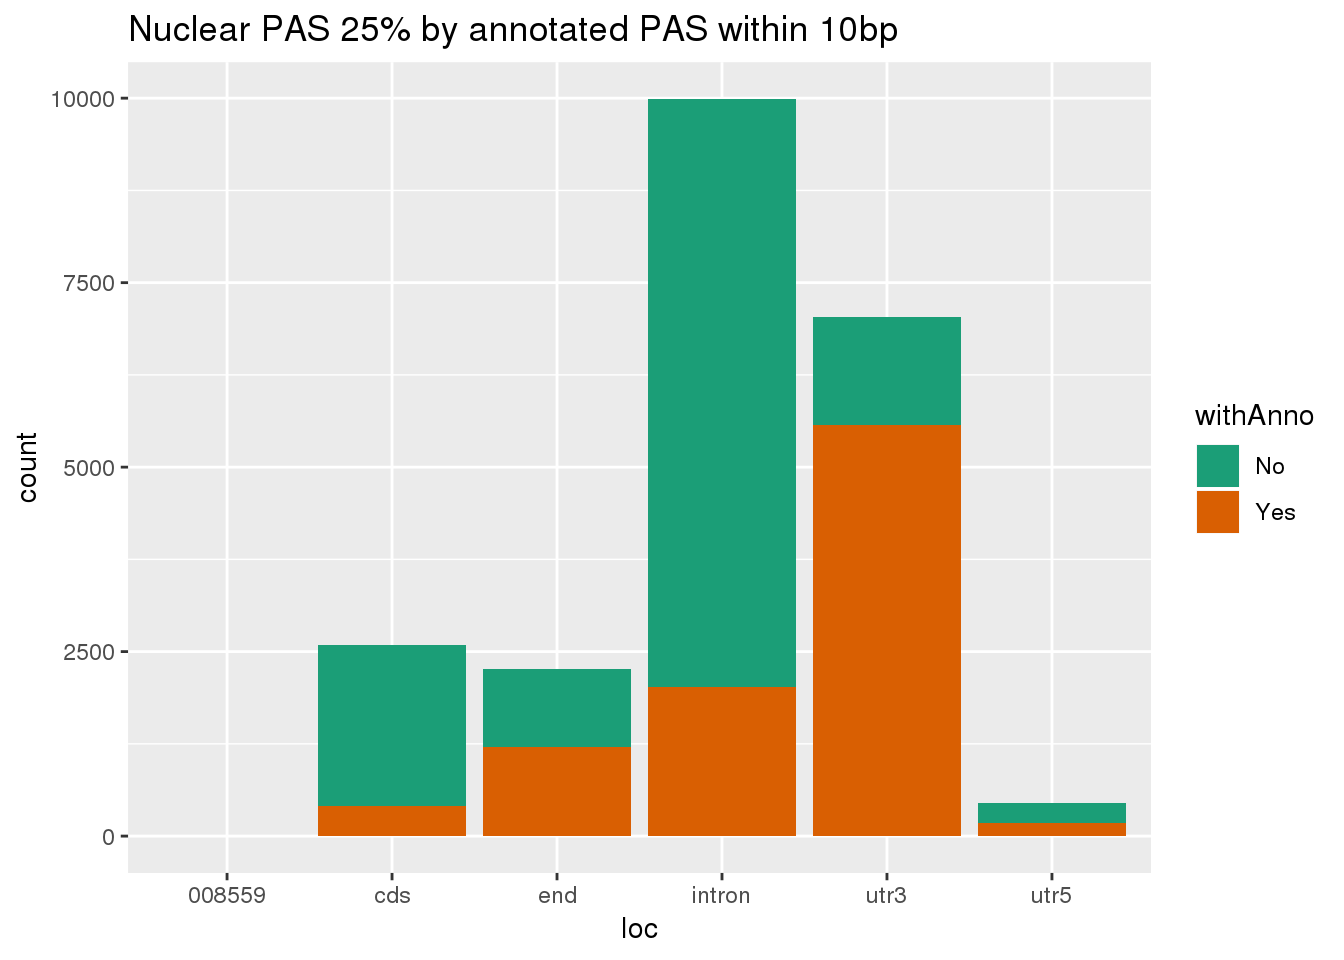 Nuclear PAS 25% by annotated PAS within 10bp
10000
7500
5000
2500
0
count
008559
cds
end
intron
utr3
utr5
loc
withAnno
No
Yes